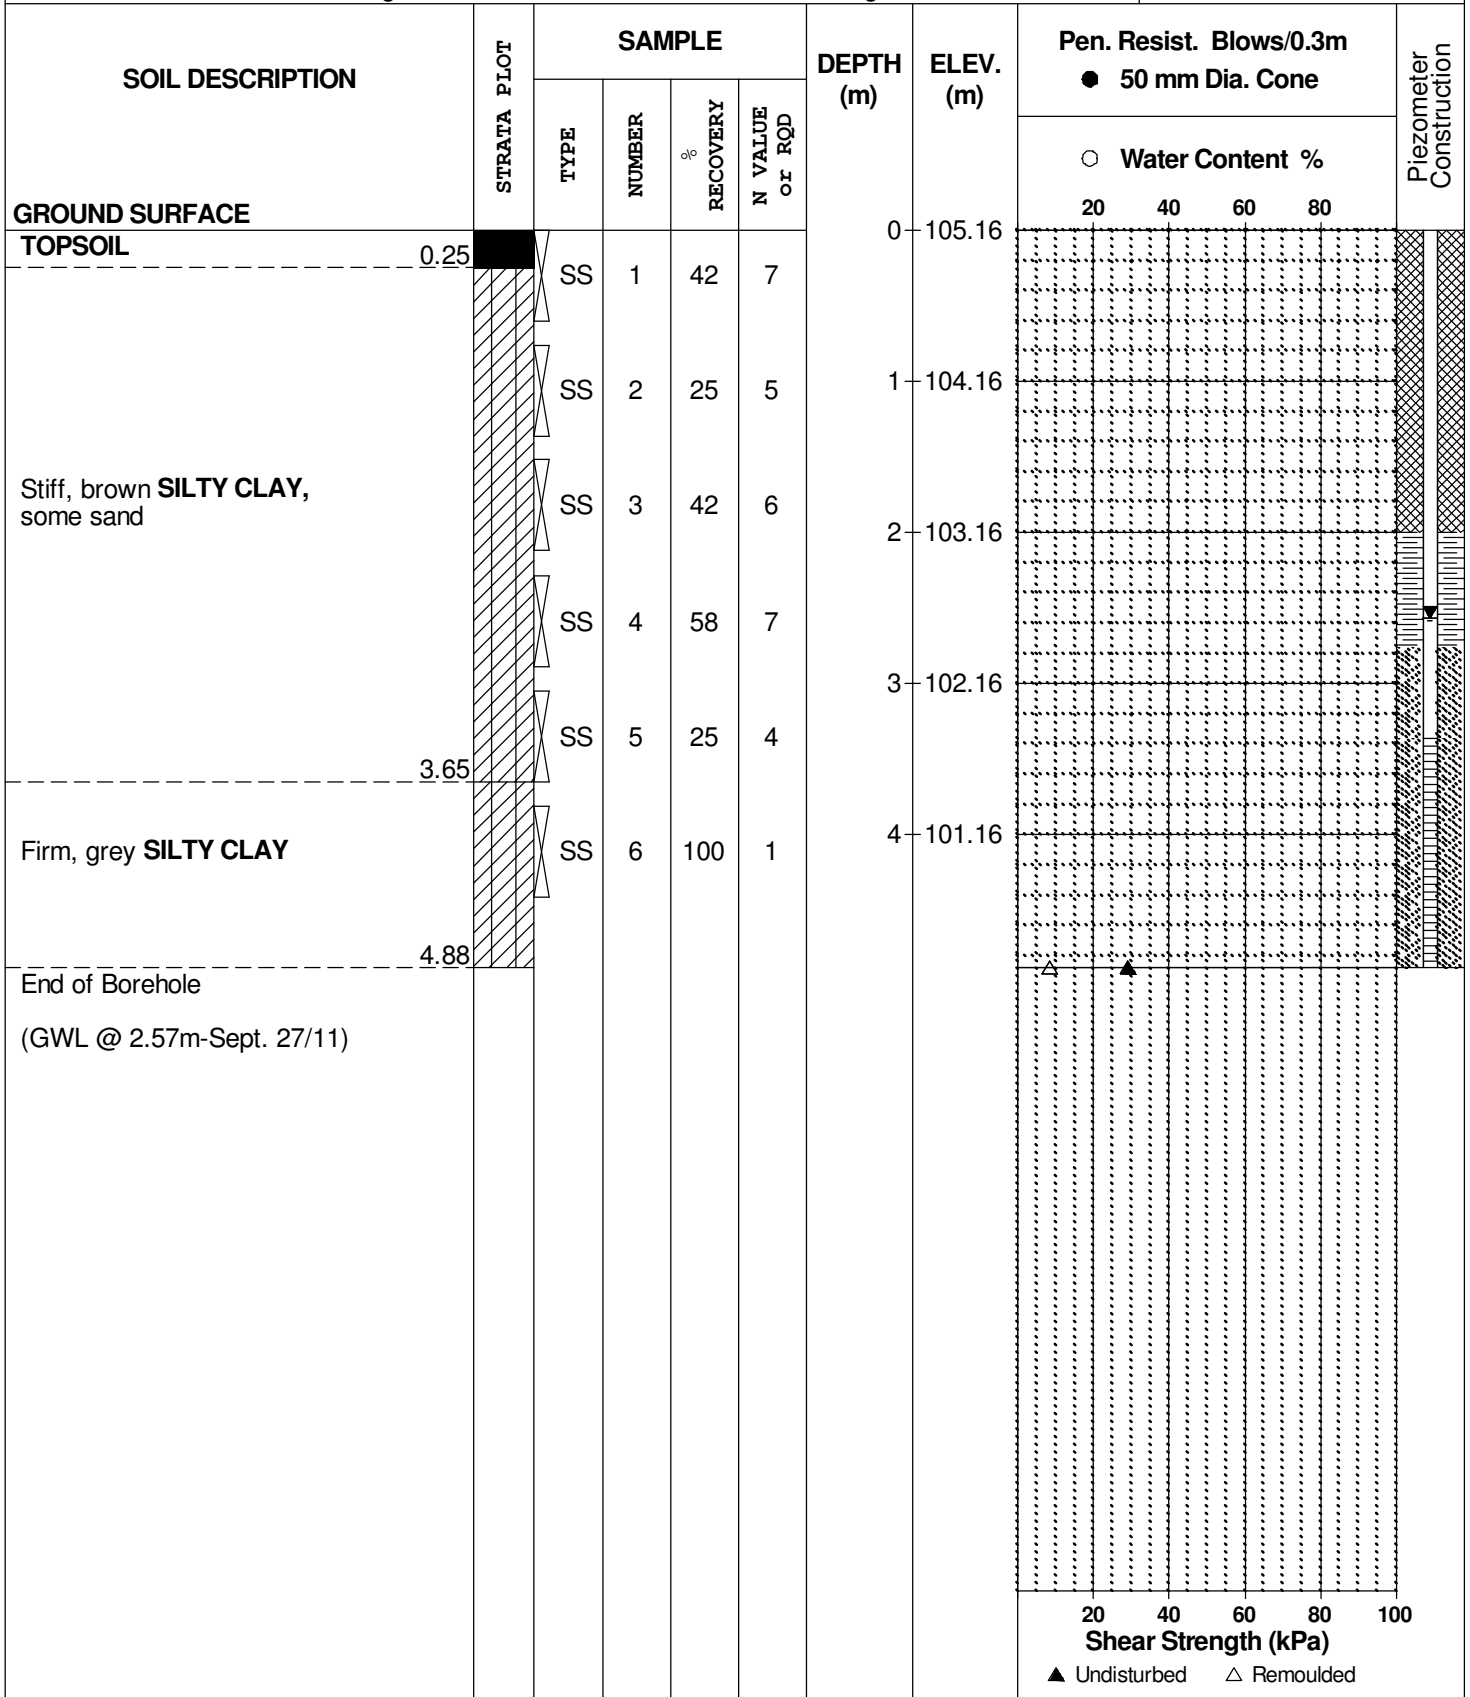 SOIL DESCRIPTION
GROUND SURFACE
STRATA PLOT
SAMPLE
TYPE
NUMBER
% RECOVERY
N VALUE or RQD
DEPTH (m)
ELEV. (m)
Pen. Resist. Blows/0.3m
● 50 mm Dia. Cone
○ Water Content %
20 40 60 80
Piezometer Construction
TOPSOIL
0.25
SS 1 42 7
0 105.16
SS 2 25 5
1 104.16
Stiff, brown SILTY CLAY,
some sand
SS 3 42 6
2 103.16
SS 4 58 7
3 102.16
SS 5 25 4
3.65
Firm, grey SILTY CLAY
SS 6 100 1
4 101.16
4.88
End of Borehole
(GWL @ 2.57m-Sept. 27/11)
20 40 60 80 100
Shear Strength (kPa)
▲ Undisturbed △ Remoulded